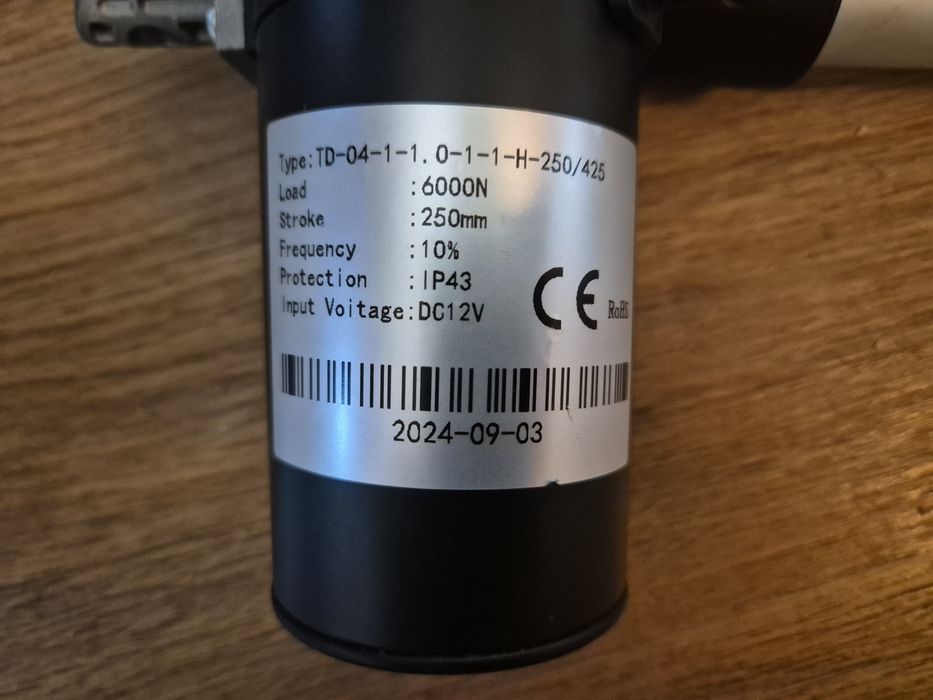 Type:TD-04-1-1.0-1-1-H-250/425
Load :6000N
Stroke :250mm
Frequency :10%
Protection :IP43
Input Voitage:DC12V
CE RoHS
2024-09-03